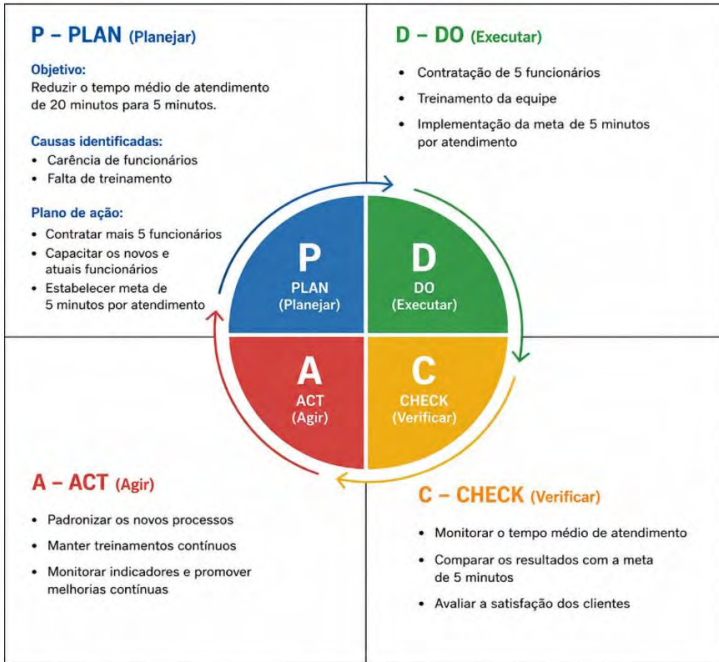 P – PLAN (Planejar)
Objetivo:
Reduzir o tempo médio de atendimento
de 20 minutos para 5 minutos.
Causas identificadas:
• Carência de funcionários
• Falta de treinamento
Plano de ação:
• Contratar mais 5 funcionários
• Capacitar os novos e
atuais funcionários
• Estabelecer meta de
5 minutos por atendimento
D – DO (Executar)
• Contratação de 5 funcionários
• Treinamento da equipe
• Implementação da meta de 5 minutos
por atendimento
P
PLAN
(Planejar)
D
DO
(Executar)
A
ACT
(Agir)
C
CHECK
(Verificar)
A – ACT (Agir)
• Padronizar os novos processos
• Manter treinamentos contínuos
• Monitorar indicadores e promover
melhorias contínuas
C – CHECK (Verificar)
• Monitorar o tempo médio de atendimento
• Comparar os resultados com a meta
de 5 minutos
• Avaliar a satisfação dos clientes